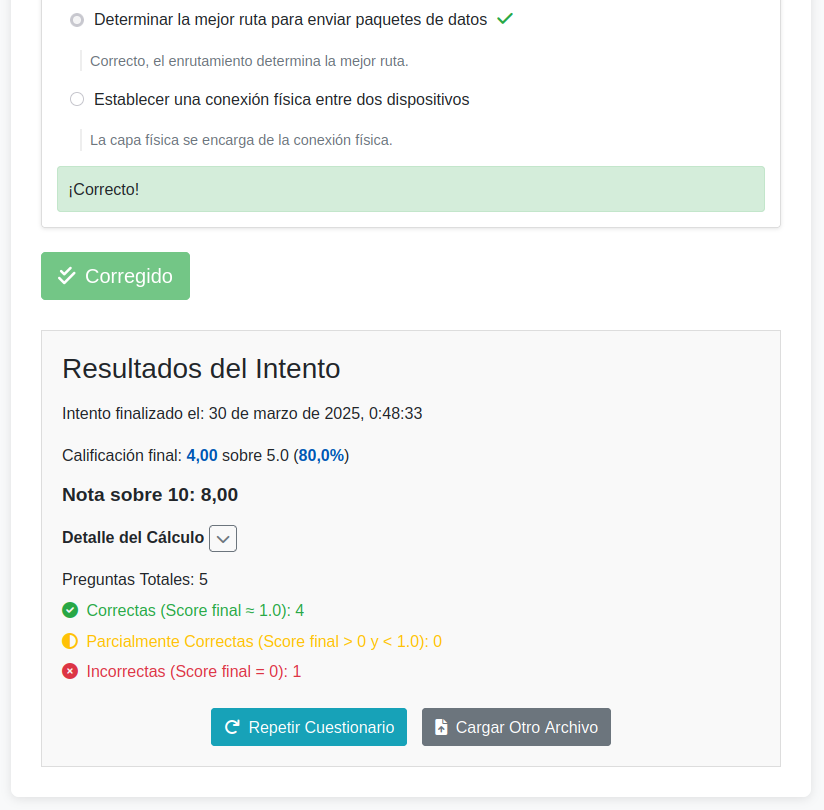 Determinar la mejor ruta para enviar paquetes de datos
Correcto, el enrutamiento determina la mejor ruta.
Establecer una conexión física entre dos dispositivos
La capa física se encarga de la conexión física.
¡Correcto!
Corregido
Resultados del Intento
Intento finalizado el: 30 de marzo de 2025, 0:48:33
Calificación final: 4,00 sobre 5.0 (80,0%)
Nota sobre 10: 8,00
Detalle del Cálculo
Preguntas Totales: 5
Correctas (Score final ≈ 1.0): 4
Parcialmente Correctas (Score final > 0 y < 1.0): 0
Incorrectas (Score final = 0): 1
Repetir Cuestionario
Cargar Otro Archivo